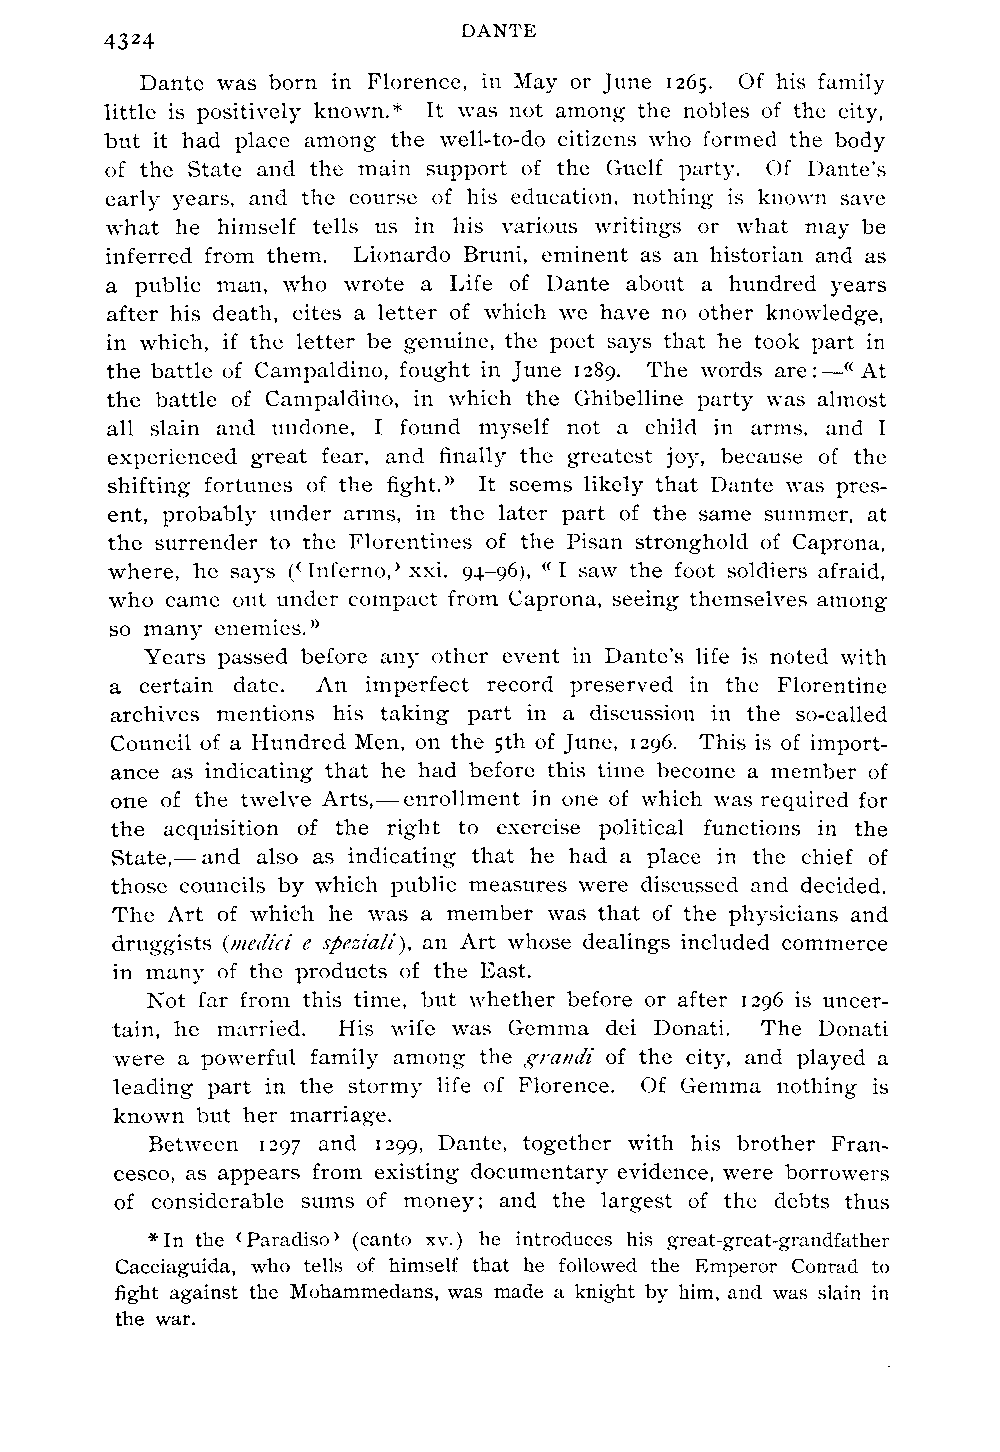 4324
DANTE
Dante was born in Florence, in May or June 1265. Of his family
little is positively known.* It was not among the nobles of the city,
but it had place among the well-to-do citizens who formed the body
of the State and the main support of the Guelf party. Of Dante's
early years, and the course of his education, nothing is known save
what he himself tells us in his various writings or what may be
inferred from them. Lionardo Bruni, eminent as an historian and as
a public man, who wrote a Life of Dante about a hundred years
after his death, cites a letter of which we have no other knowledge,
in which, if the letter be genuine, the poet says that he took part in
the battle of Campaldino, fought in June 1289. The words are:—“At
the battle of Campaldino, in which the Ghibelline party was almost
all slain and undone, I found myself not a child in arms, and I
experienced great fear, and finally the greatest joy, because of the
shifting fortunes of the fight.” It seems likely that Dante was pres-
ent, probably under arms, in the later part of the same summer, at
the surrender to the Florentines of the Pisan stronghold of Caprona,
where, he says (‘Inferno,’ xxi. 94–96), “I saw the foot soldiers afraid,
who came out under compact from Caprona, seeing themselves among
so many enemies.”
Years passed before any other event in Dante's life is noted with
a certain date. An imperfect record preserved in the Florentine
archives mentions his taking part in a discussion in the so-called
Council of a Hundred Men, on the 5th of June, 1296. This is of import-
ance as indicating that he had before this time become a member of
one of the twelve Arts,—enrollment in one of which was required for
the acquisition of the right to exercise political functions in the
State,—and also as indicating that he had a place in the chief of
those councils by which public measures were discussed and decided.
The Art of which he was a member was that of the physicians and
druggists (medici e speziali), an Art whose dealings included commerce
in many of the products of the East.
Not far from this time, but whether before or after 1296 is uncer-
tain, he married. His wife was Gemma dei Donati. The Donati
were a powerful family among the grandi of the city, and played a
leading part in the stormy life of Florence. Of Gemma nothing is
known but her marriage.
Between 1297 and 1299, Dante, together with his brother Fran-
cesco, as appears from existing documentary evidence, were borrowers
of considerable sums of money; and the largest of the debts thus
*In the ‘Paradiso’ (canto xv.) he introduces his great-great-grandfather
Cacciaguida, who tells of himself that he followed the Emperor Conrad to
fight against the Mohammedans, was made a knight by him, and was slain in
the war.